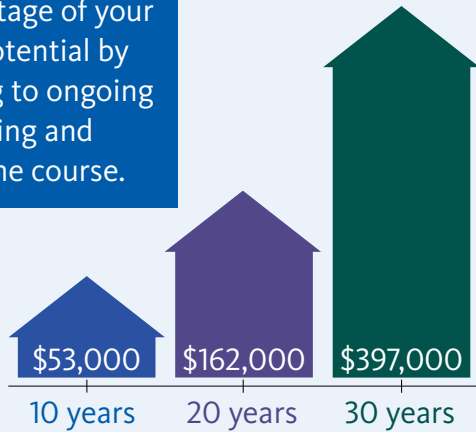 tage of your
otential by
g to ongoing
ing and
ne course.
$53,000 $162,000 $397,000
10 years 20 years 30 years